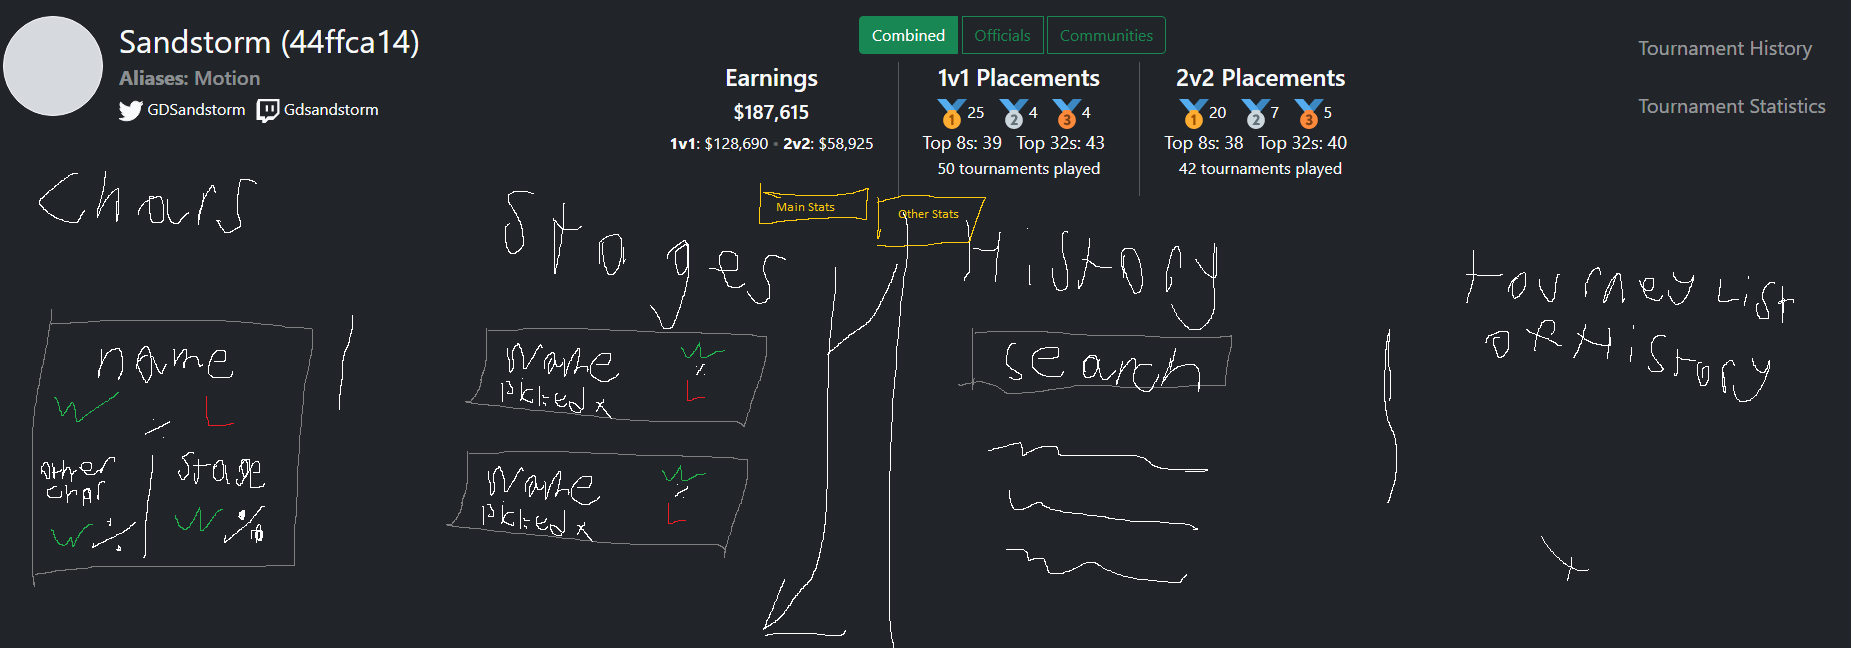 Sandstorm (44ffca14)
Aliases: Motion
GDSandstorm Gdsandstorm
Combined Officials Communities
Earnings
$187,615
1v1: $128,690 • 2v2: $58,925
1v1 Placements
1 25 2 4 3 4
Top 8s: 39 Top 32s: 43
50 tournaments played
2v2 Placements
1 20 2 7 3 5
Top 8s: 38 Top 32s: 40
42 tournaments played
Tournament History
Tournament Statistics
Main Stats
Other Stats
Chars
name
W L
other
char
W
stage
W %
Stages
Name
Picked x
W
L
Name
Picked x
W
L
History
search
tourney List
or History